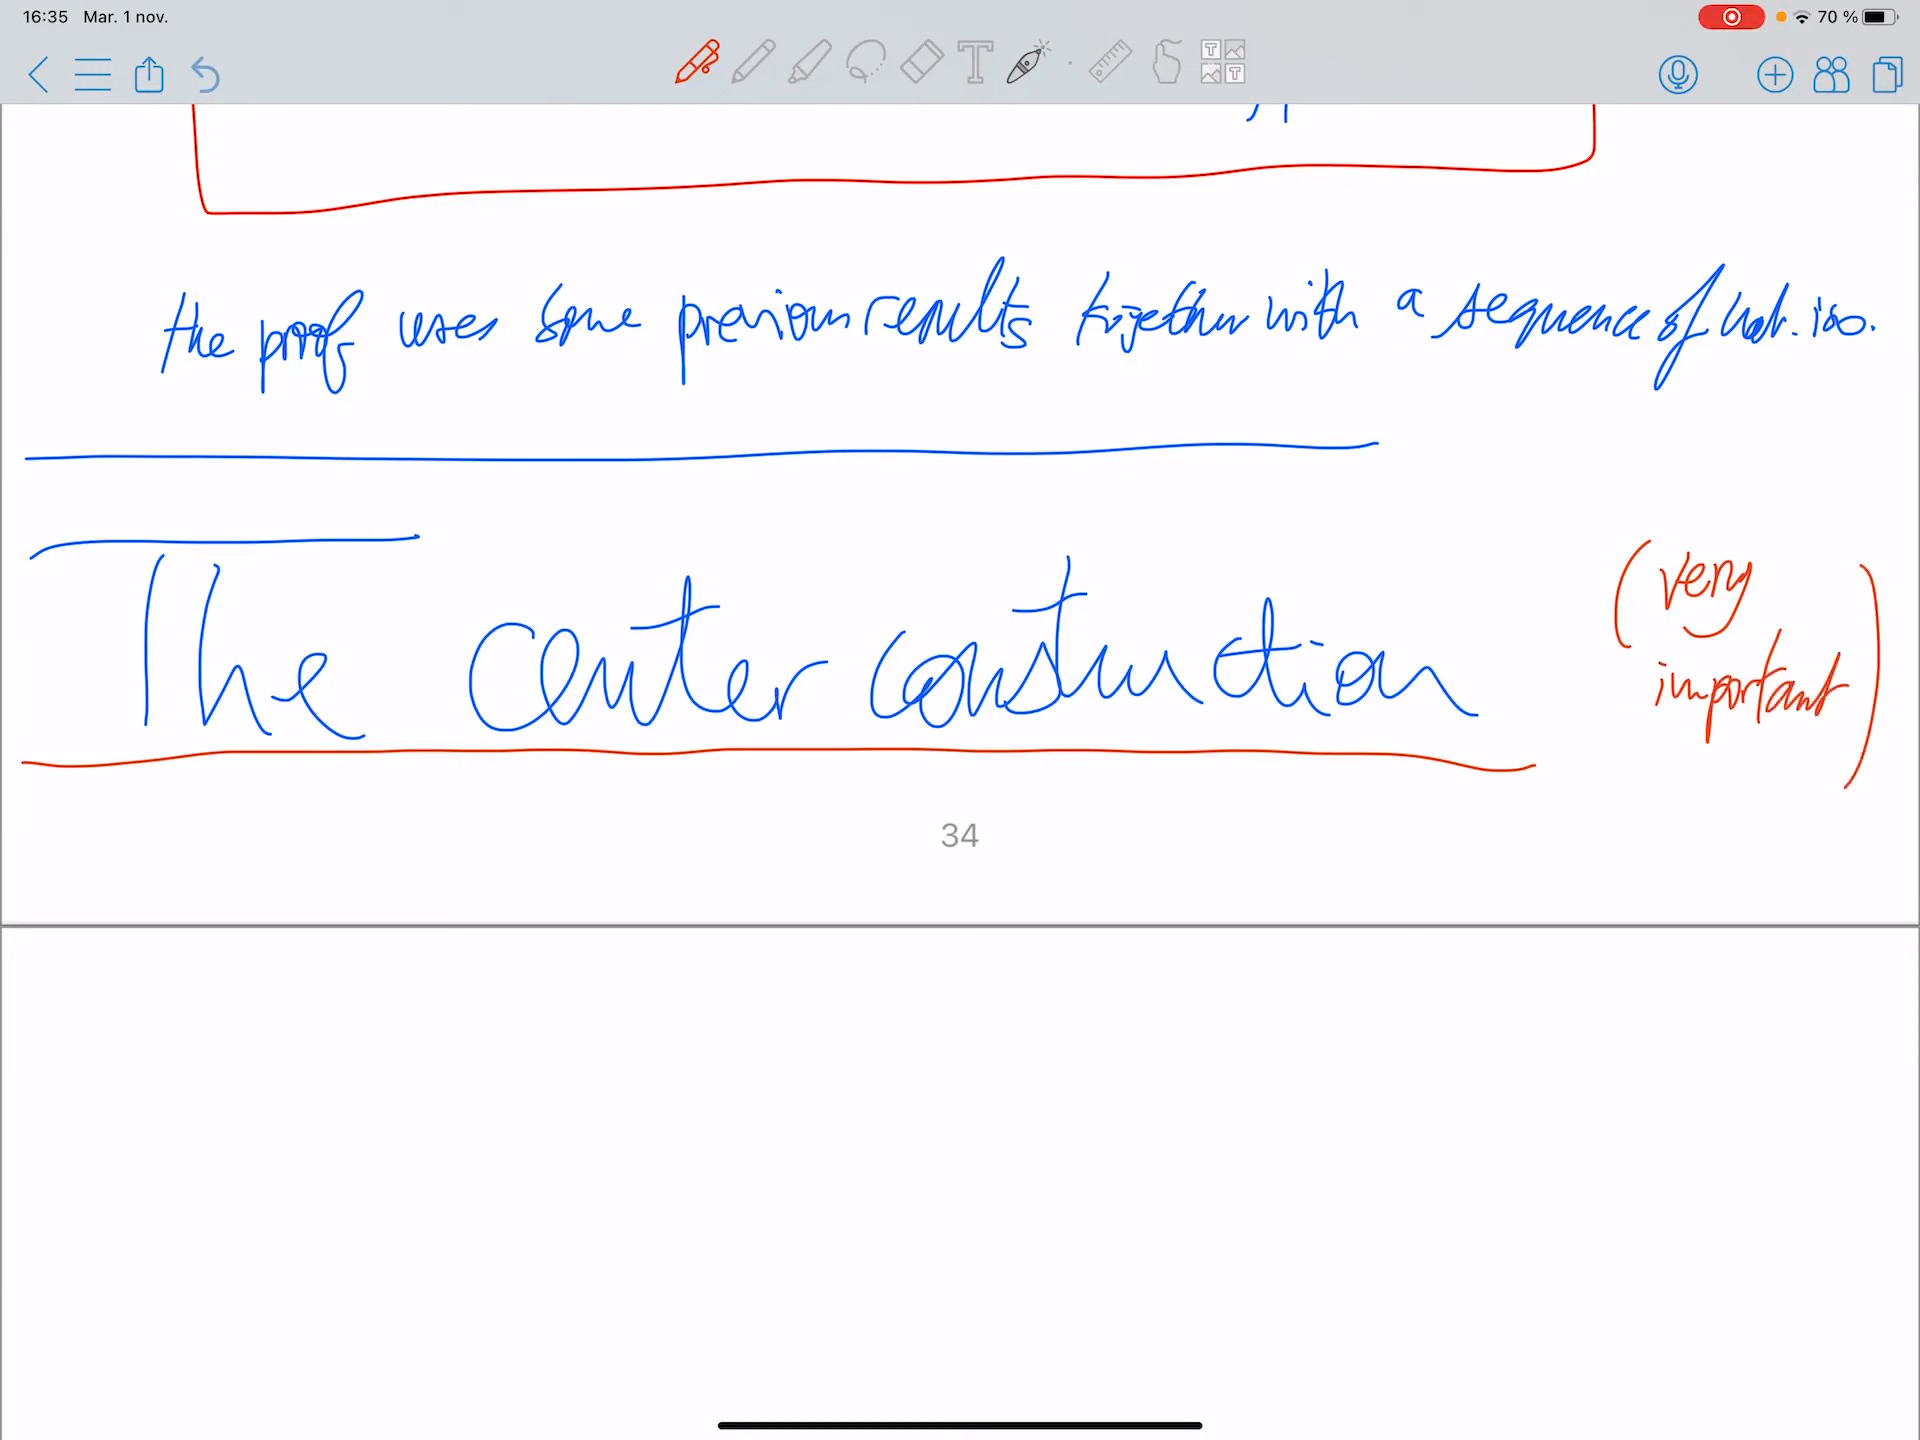 16:35 Mar. 1 nov.
70 %
the proof uses some previous results together with a sequence of nat. iso.
The center construction
(very
important)
34